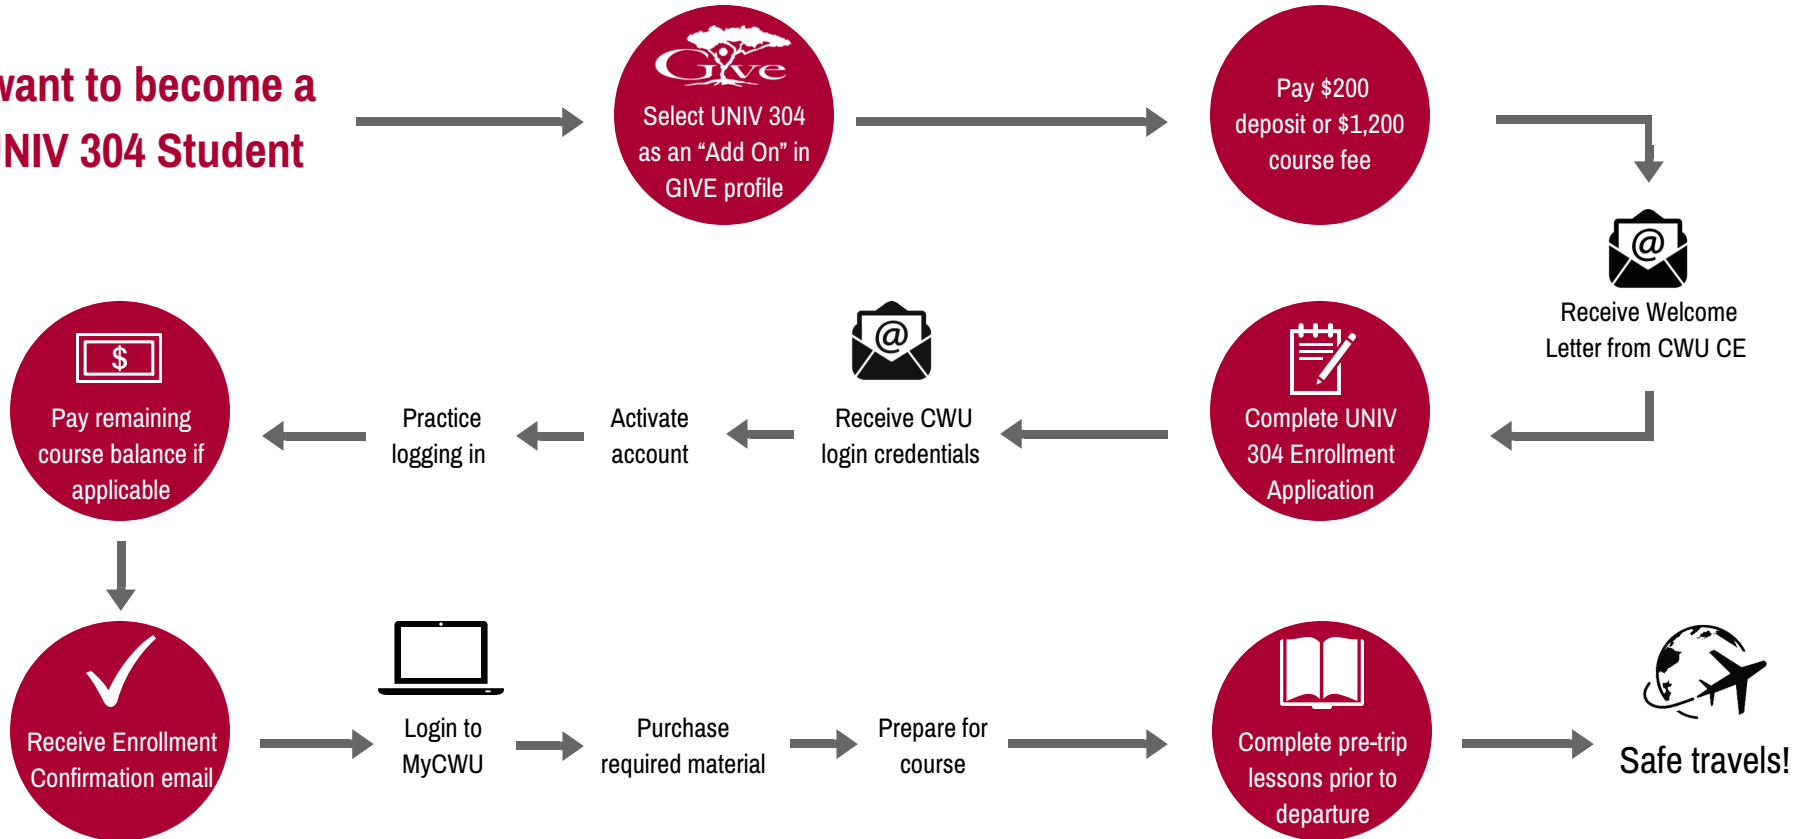 want to become a
UNIV 304 Student
Give
Select UNIV 304
as an “Add On” in
GIVE profile
Pay $200
deposit or $1,200
course fee
@
Receive Welcome
Letter from CWU CE
Complete UNIV
304 Enrollment
Application
@
Receive CWU
login credentials
Activate
account
Practice
logging in
$
Pay remaining
course balance if
applicable
Receive Enrollment
Confirmation email
Login to
MyCWU
Purchase
required material
Prepare for
course
Complete pre-trip
lessons prior to
departure
Safe travels!